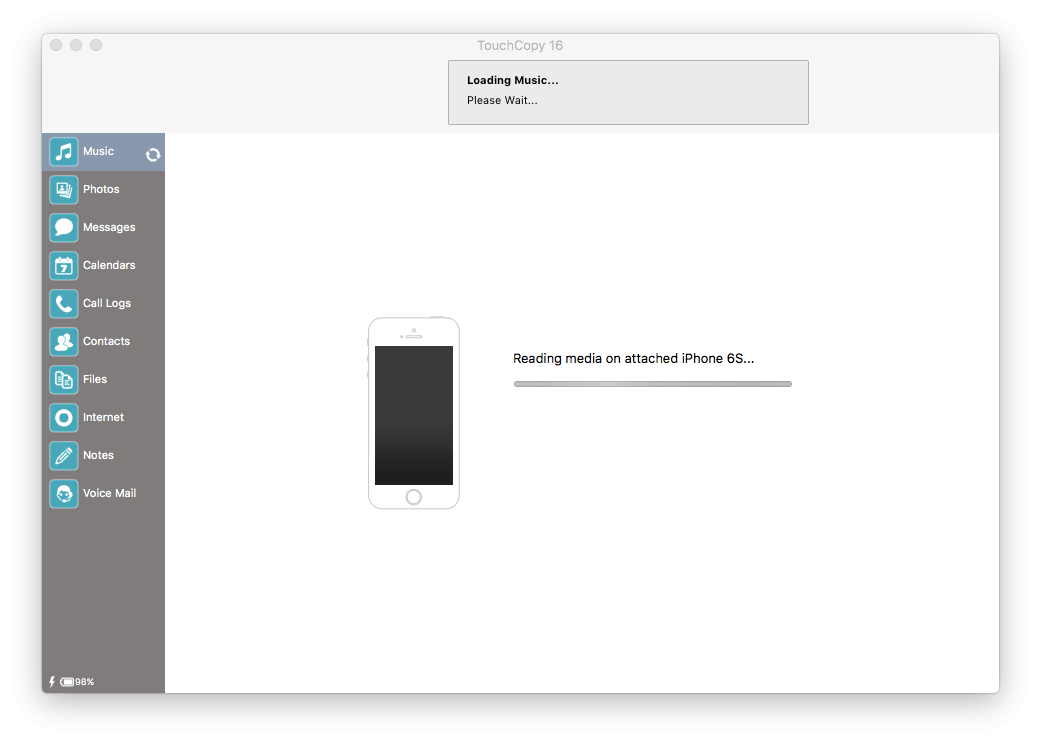 TouchCopy 16
Loading Music...
Please Wait...
Music
Photos
Messages
7
Calendars
Call Logs
Contacts
Files
Internet
Notes
Voice Mail
Reading media on attached iPhone 6S...
98%